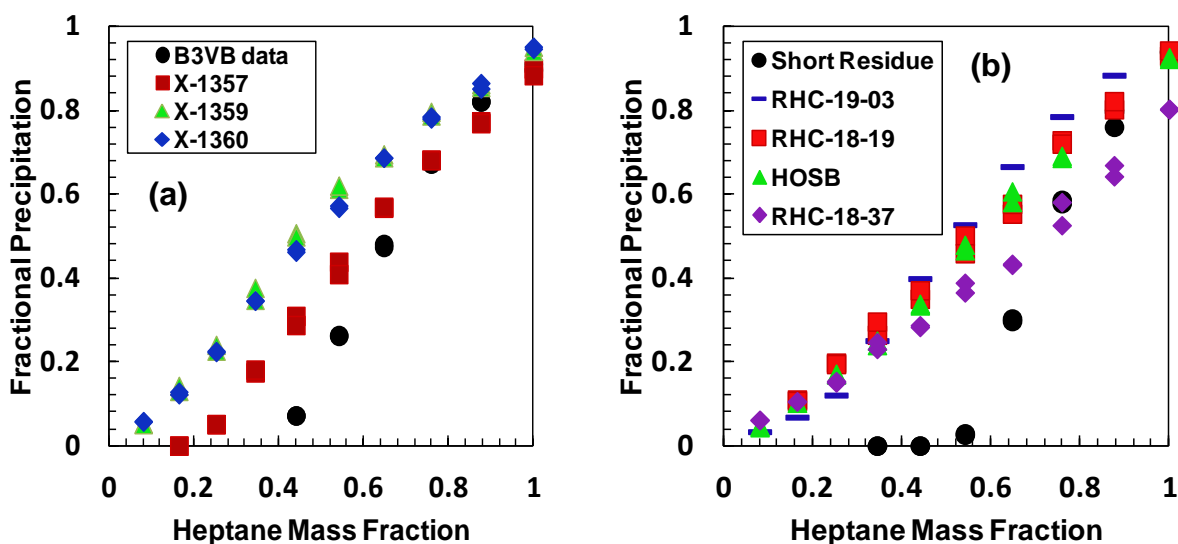 1
0.8
0.6
0.4
0.2
0
0 0.2 0.4 0.6 0.8 1
Fractional Precipitation
Heptane Mass Fraction
B3VB data
X-1357
X-1359
X-1360
(a)
1
0.8
0.6
0.4
0.2
0
0 0.2 0.4 0.6 0.8 1
Fractional Precipitation
Heptane Mass Fraction
Short Residue
RHC-19-03
RHC-18-19
HOSB
RHC-18-37
(b)